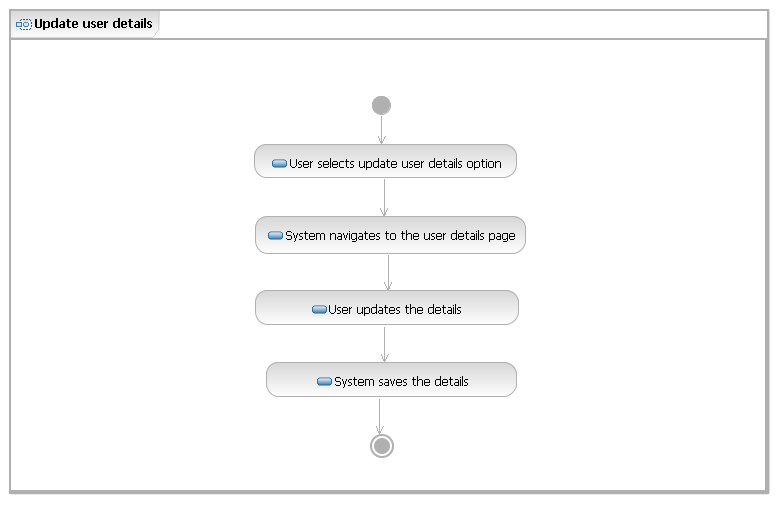 Update user details
User selects update user details option
System navigates to the user details page
User updates the details
System saves the details